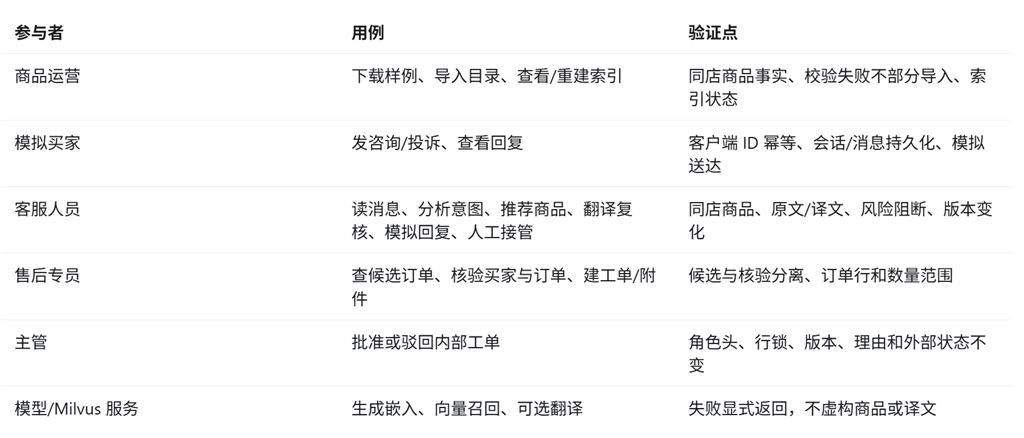 参与者 用例 验证点
商品运营 下载样例、导入目录、查看/重建索引 同店商品事实、校验失败不部分导入、索
引状态
模拟买家 发咨询/投诉、查看回复 客户端 ID 幂等、会话/消息持久化、模拟
送达
客服人员 读消息、分析意图、推荐商品、翻译复 同店商品、原文/译文、风险阻断、版本变
核、模拟回复、人工接管 化
售后专员 查候选订单、核验买家与订单、建工单/附 候选与核验分离、订单行和数量范围
件
主管 批准或驳回内部工单 角色头、行锁、版本、理由和外部状态不
变
模型/Milvus 服务 生成嵌入、向量召回、可选翻译 失败显式返回，不虚构商品或译文